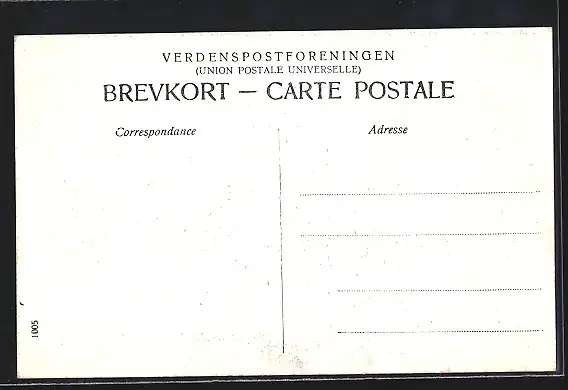 VERDENSPOSTFORENINGEN
(UNION POSTALE UNIVERSELLE)
BREVKORT — CARTE POSTALE
Correspondance
Adresse
1005